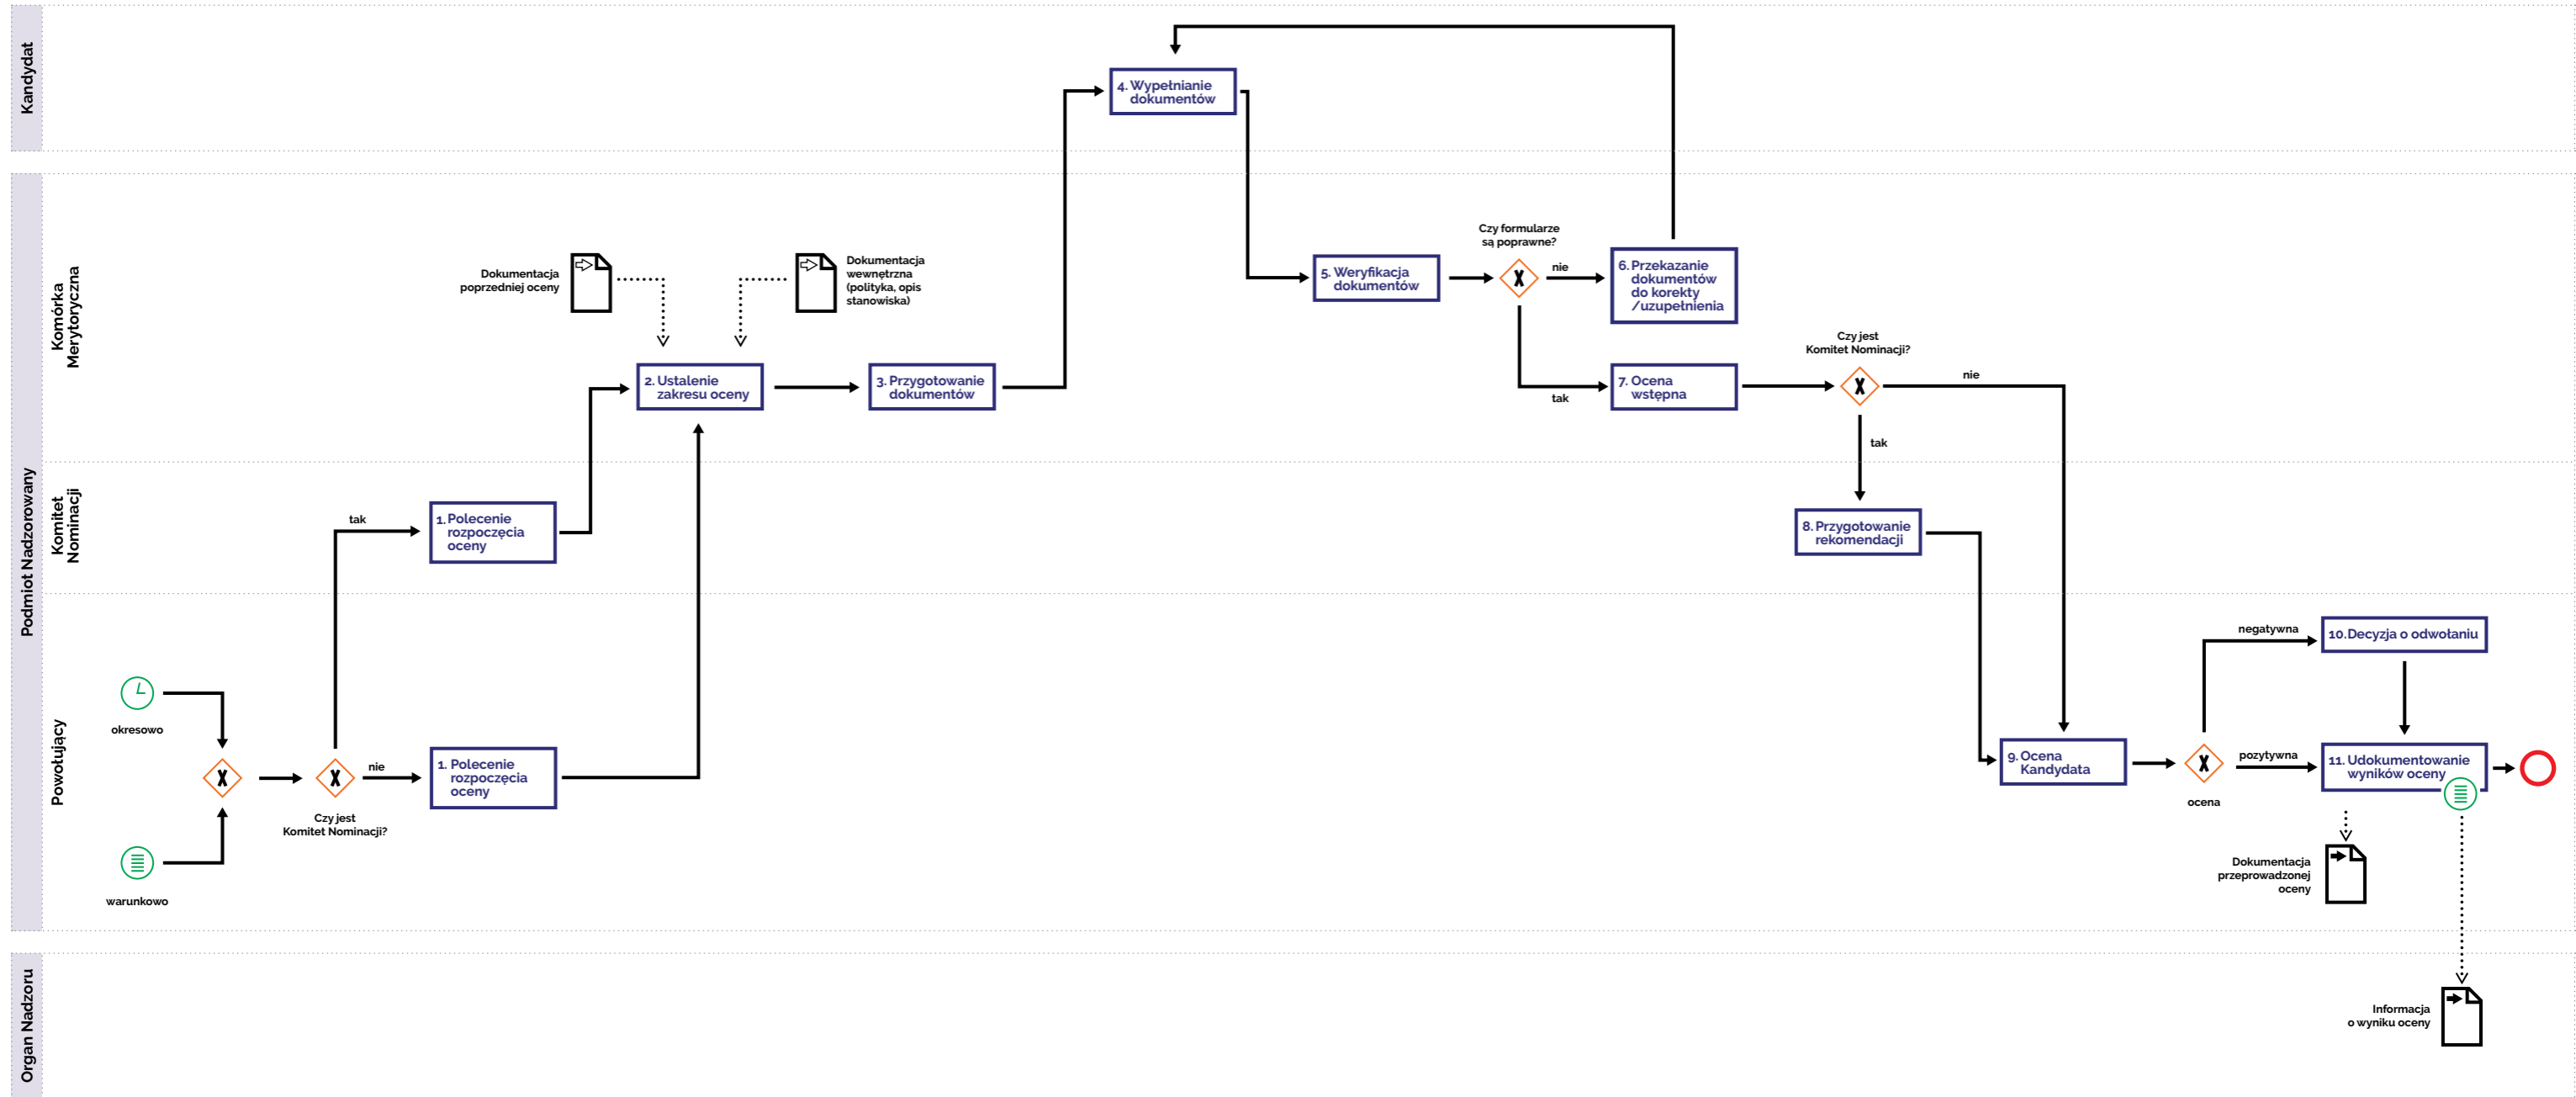 Kandydat
4. Wypełnianie
dokumentów
Podmiot Nadzorowany
Komórka
Merytoryczna
Dokumentacja
poprzedniej oceny
Dokumentacja
wewnętrzna
(polityka, opis
stanowiska)
2. Ustalenie
zakresu oceny
3. Przygotowanie
dokumentów
5. Weryfikacja
dokumentów
Czy formularze
są poprawne?
nie
tak
6. Przekazanie
dokumentów
do korekty
/uzupełnienia
7. Ocena
wstępna
Czy jest
Komitet Nominacji?
nie
tak
Komitet
Nominacji
tak
1. Polecenie
rozpoczęcia
oceny
8. Przygotowanie
rekomendacji
Powołujący
okresowo
warunkowo
Czy jest
Komitet Nominacji?
nie
1. Polecenie
rozpoczęcia
oceny
9. Ocena
Kandydata
ocena
negatywna
pozytywna
10. Decyzja o odwołaniu
11. Udokumentowanie
wyników oceny
Dokumentacja
przeprowadzonej
oceny
Organ Nadzoru
Informacja
o wyniku oceny